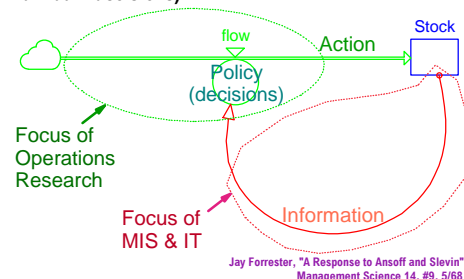 Stock
flow
Action
Policy
(decisions)
Focus of
Operations
Research
Focus of
MIS & IT
Information
Jay Forrester, "A Response to Ansoff and Slevin"
Management Science 14, #9, 5/68